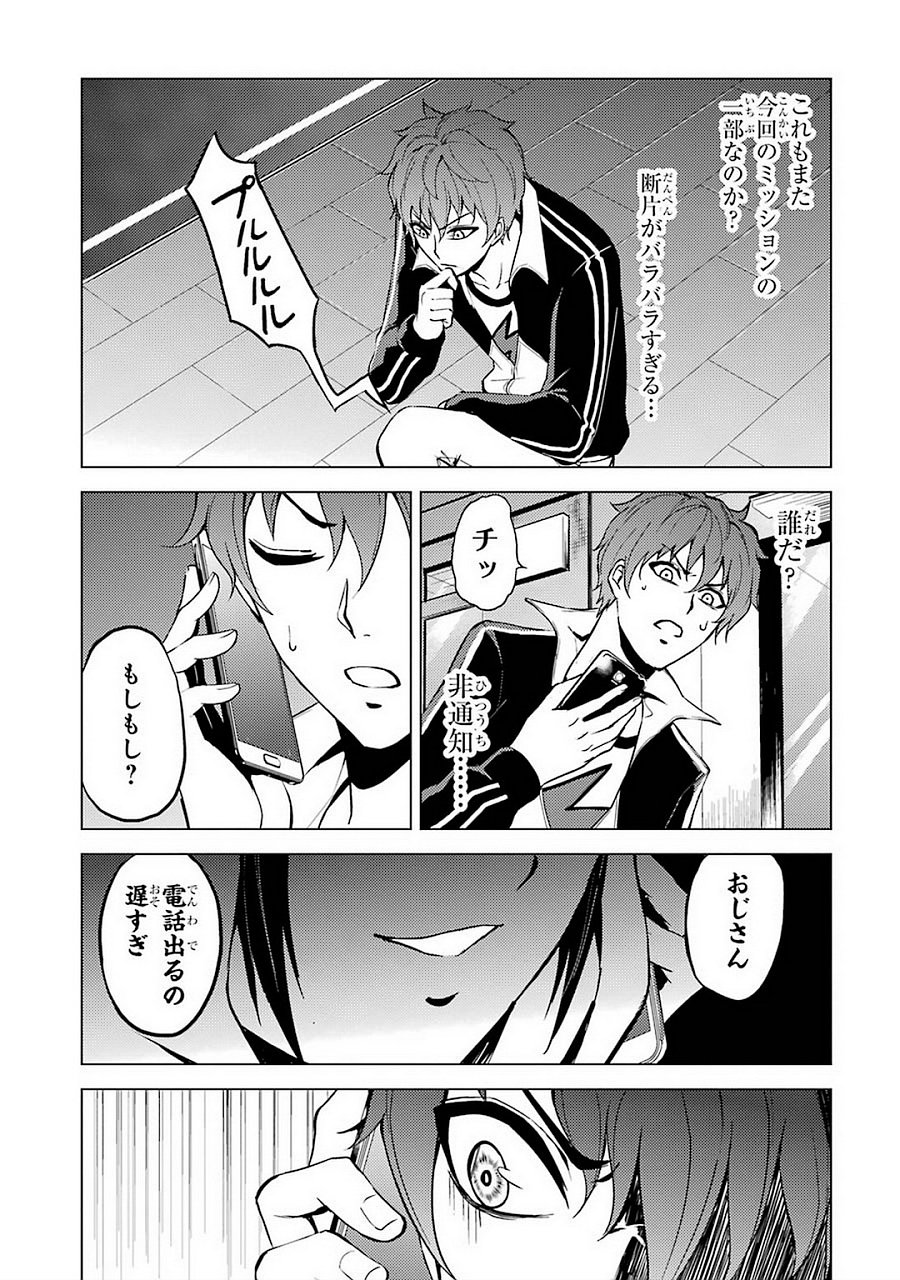 これもまた
今回のミッションの
一部なのか?
断片がバラバラすぎる…
プルルルル
誰だ?
チッ
非通知……
もしもし?
おじさん
電話出るの
遅すぎ